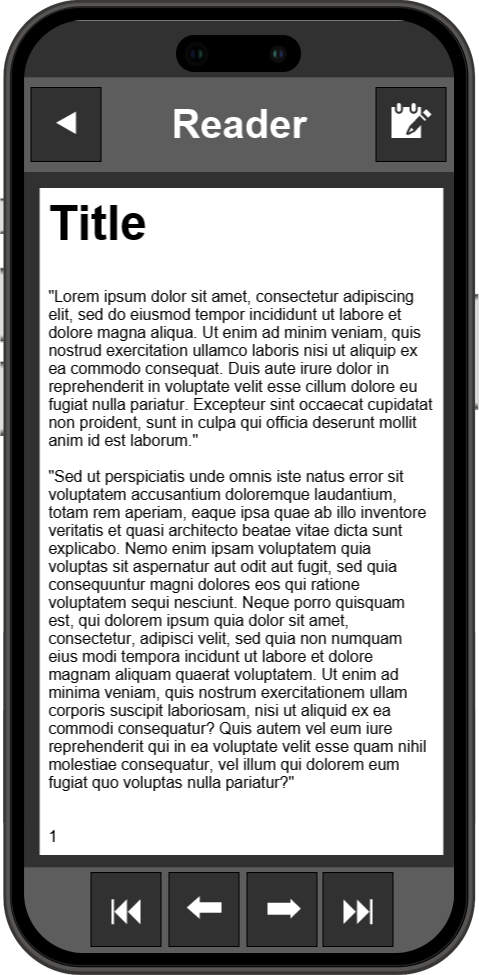 Reader
Title
"Lorem ipsum dolor sit amet, consectetur adipiscing
elit, sed do eiusmod tempor incididunt ut labore et
dolore magna aliqua. Ut enim ad minim veniam, quis
nostrud exercitation ullamco laboris nisi ut aliquip ex
ea commodo consequat. Duis aute irure dolor in
reprehenderit in voluptate velit esse cillum dolore eu
fugiat nulla pariatur. Excepteur sint occaecat cupidatat
non proident, sunt in culpa qui officia deserunt mollit
anim id est laborum."
"Sed ut perspiciatis unde omnis iste natus error sit
voluptatem accusantium doloremque laudantium,
totam rem aperiam, eaque ipsa quae ab illo inventore
veritatis et quasi architecto beatae vitae dicta sunt
explicabo. Nemo enim ipsam voluptatem quia
voluptas sit aspernatur aut odit aut fugit, sed quia
consequuntur magni dolores eos qui ratione
voluptatem sequi nesciunt. Neque porro quisquam
est, qui dolorem ipsum quia dolor sit amet,
consectetur, adipisci velit, sed quia non numquam
eius modi tempora incidunt ut labore et dolore
magnam aliquam quaerat voluptatem. Ut enim ad
minima veniam, quis nostrum exercitationem ullam
corporis suscipit laboriosam, nisi ut aliquid ex ea
commodi consequatur? Quis autem vel eum iure
reprehenderit qui in ea voluptate velit esse quam nihil
molestiae consequatur, vel illum qui dolorem eum
fugiat quo voluptas nulla pariatur?"
1